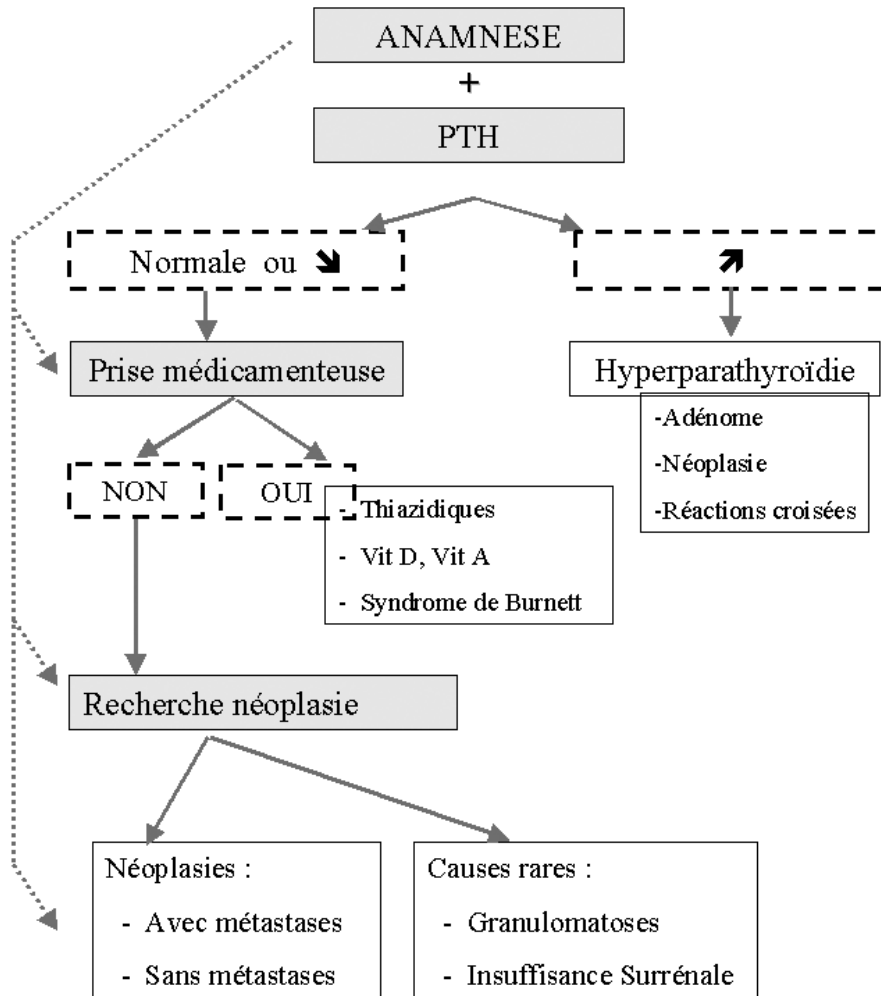 ANAMNESE
+
PTH
Normale ou ➘
➚
Prise médicamenteuse
Hyperparathyroïdie
-Adénome
-Néoplasie
-Réactions croisées
NON
OUI
- Thiazidiques
- Vit D, Vit A
- Syndrome de Burnett
Recherche néoplasie
Néoplasies :
- Avec métastases
- Sans métastases
Causes rares :
- Granulomatoses
- Insuffisance Surrénale